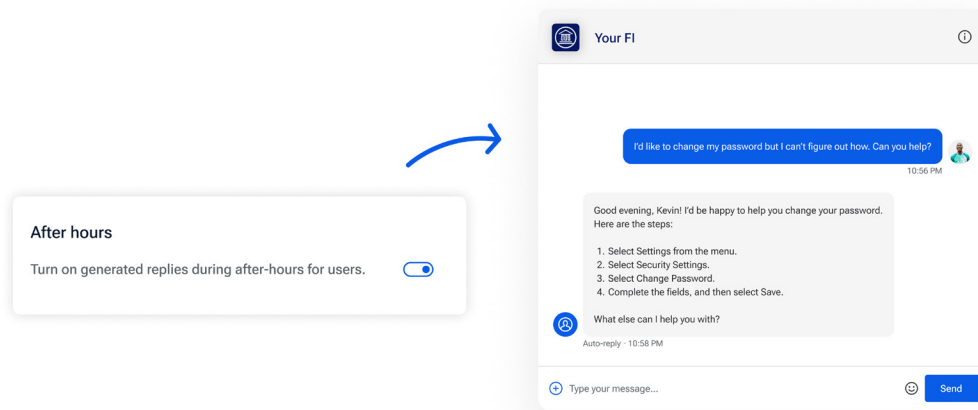 After hours
Turn on generated replies during after-hours for users.
Your FI
I'd like to change my password but I can't figure out how. Can you help?
10:56 PM
Good evening, Kevin! I'd be happy to help you change your password.
Here are the steps:
1. Select Settings from the menu.
2. Select Security Settings.
3. Select Change Password.
4. Complete the fields, and then select Save.
What else can I help you with?
Auto-reply · 10:58 PM
Type your message...
Send